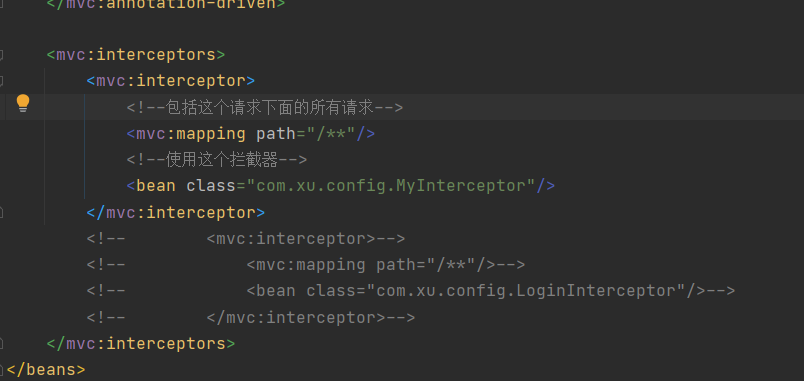 </mvc:annotation-driven>
<mvc:interceptors>
<mvc:interceptor>
<!--包括这个请求下面的所有请求-->
<mvc:mapping path="/**"/>
<!--使用这个拦截器-->
<bean class="com.xu.config.MyInterceptor"/>
</mvc:interceptor>
<!--        <mvc:interceptor>-->
<!--            <mvc:mapping path="/**"/>-->
<!--            <bean class="com.xu.config.LoginInterceptor"/>-->
<!--        </mvc:interceptor>-->
</mvc:interceptors>
</beans>